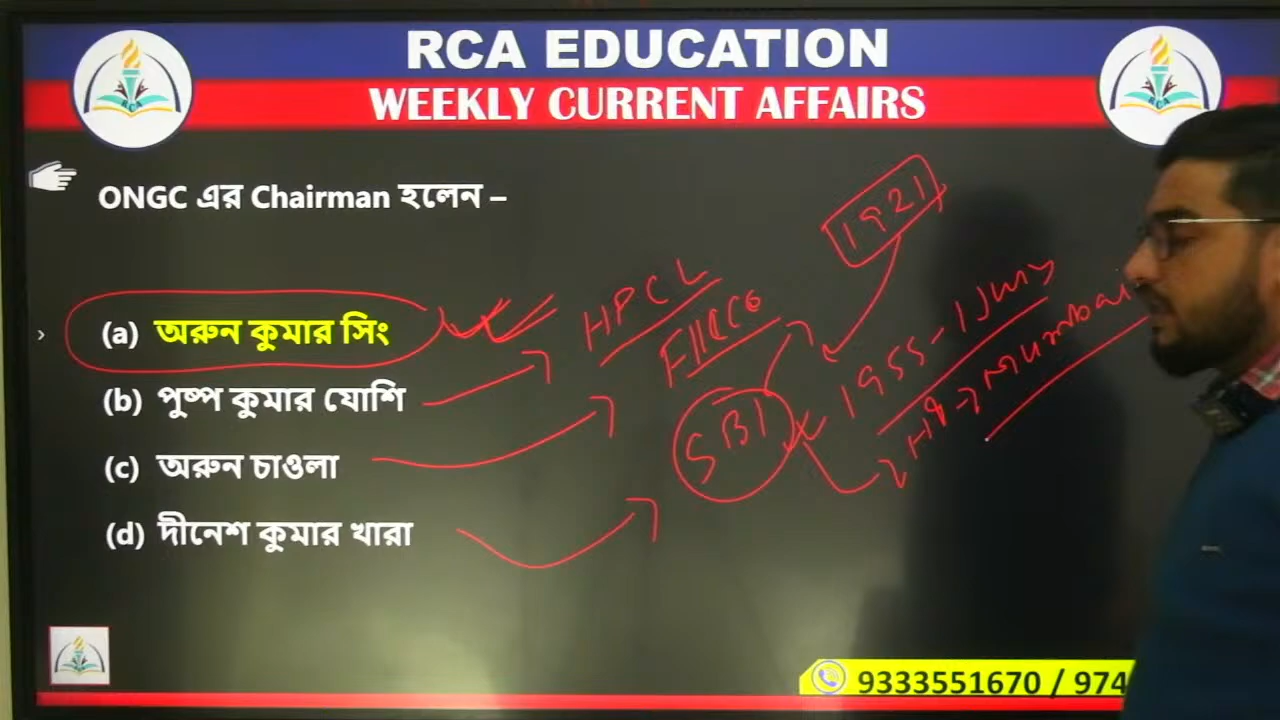 RCA EDUCATION
WEEKLY CURRENT AFFAIRS
ONGC এর Chairman হলেন –
(a) অরুন কুমার সিং
(b) পুষ্প কুমার যোশি
(c) অরুন চাওলা
(d) দীনেশ কুমার খারা
1921
HPCL
SBI
1955 - 1 July
HQ → Mumbai
9333551670 / 974